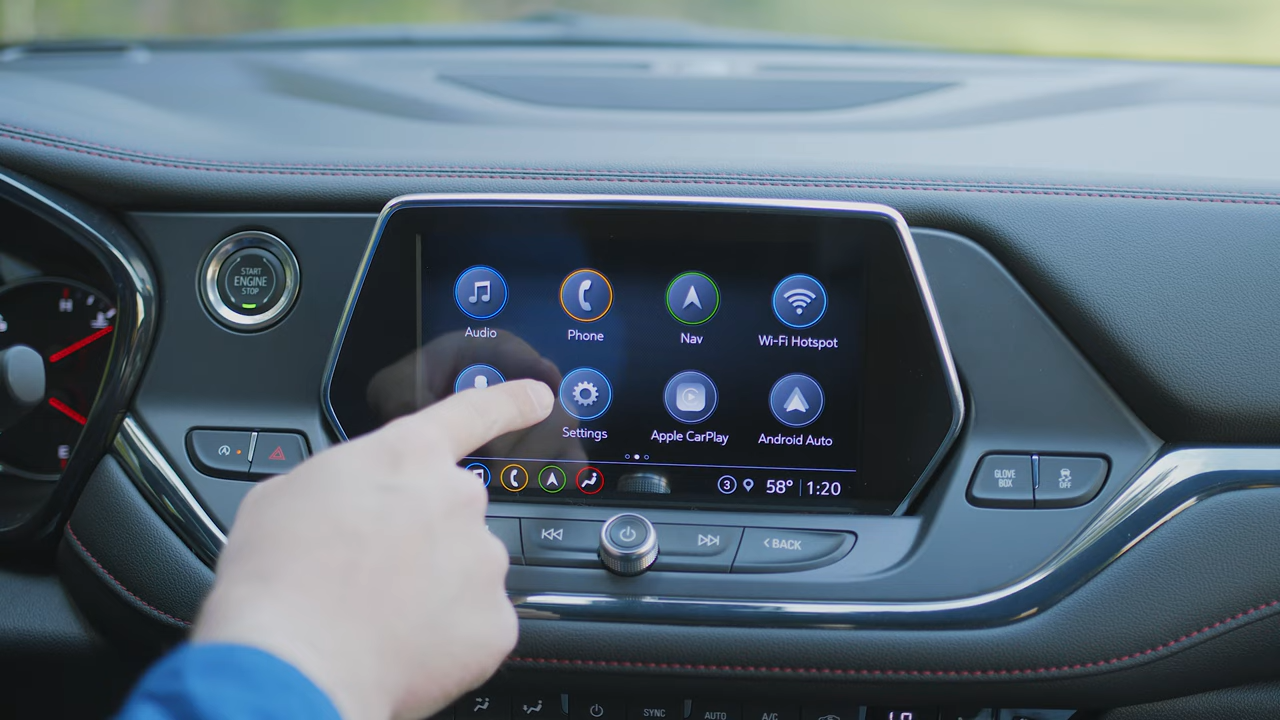 START
ENGINE
STOP
H
E
Audio
Phone
Nav
Wi-Fi Hotspot
Settings
Apple CarPlay
Android Auto
3
58°
1:20
GLOVE
BOX
OFF
<BACK
SYNC
AUTO
A/C